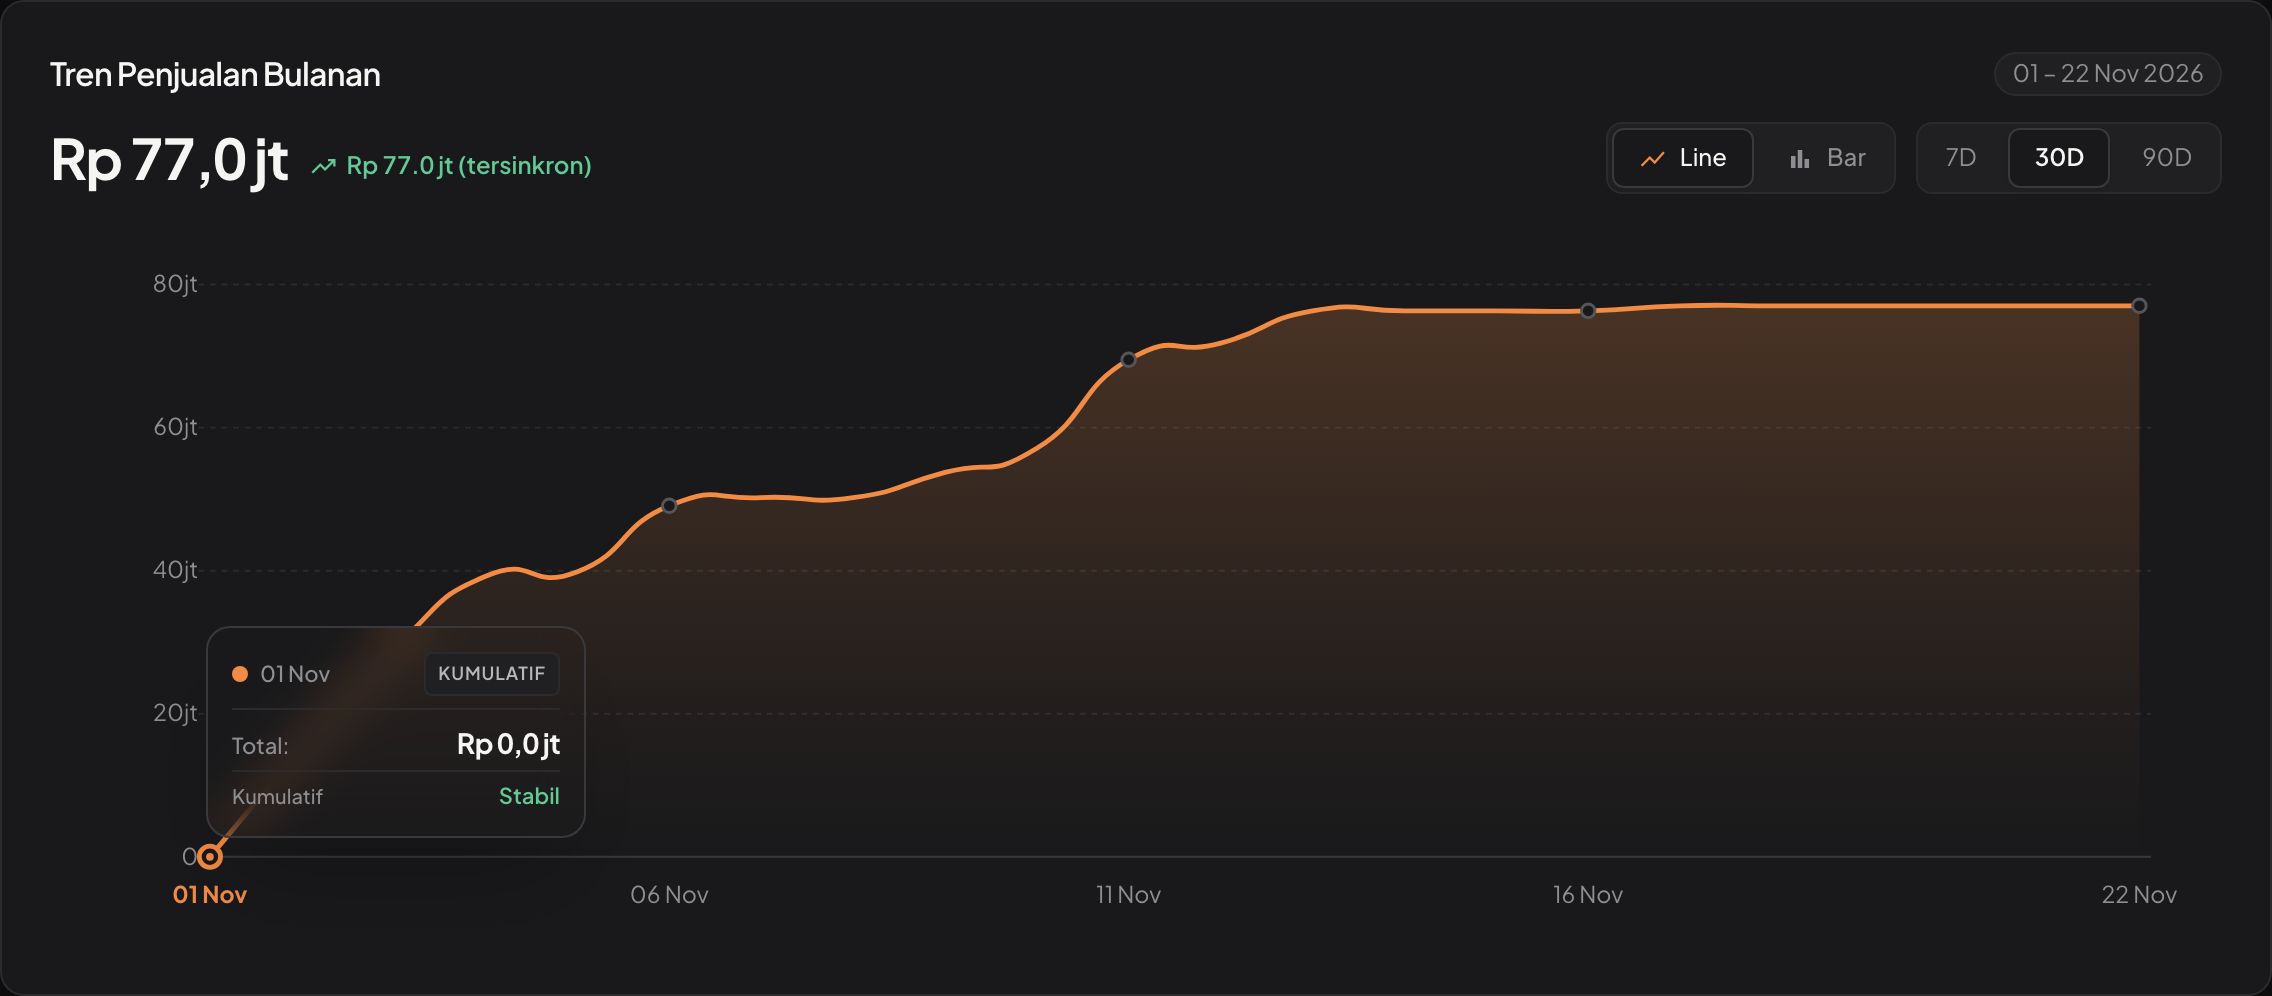 Tren Penjualan Bulanan
01 – 22 Nov 2026
Rp 77,0 jt
Rp 77.0 jt (tersinkron)
Line
Bar
7D
30D
90D
80jt
60jt
40jt
20jt
0
01 Nov
KUMULATIF
Total:
Rp 0,0 jt
Kumulatif
Stabil
01 Nov
06 Nov
11 Nov
16 Nov
22 Nov